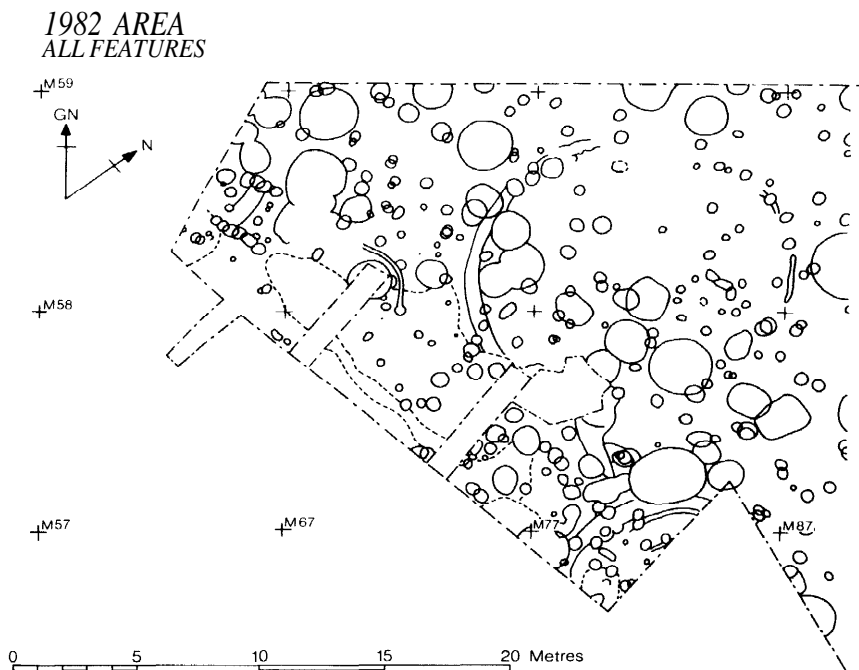 1982 AREA
ALL FEATURES
M59
GN
N
M58
M57
M67
M77
M87
0 5 10 15 20 Metres